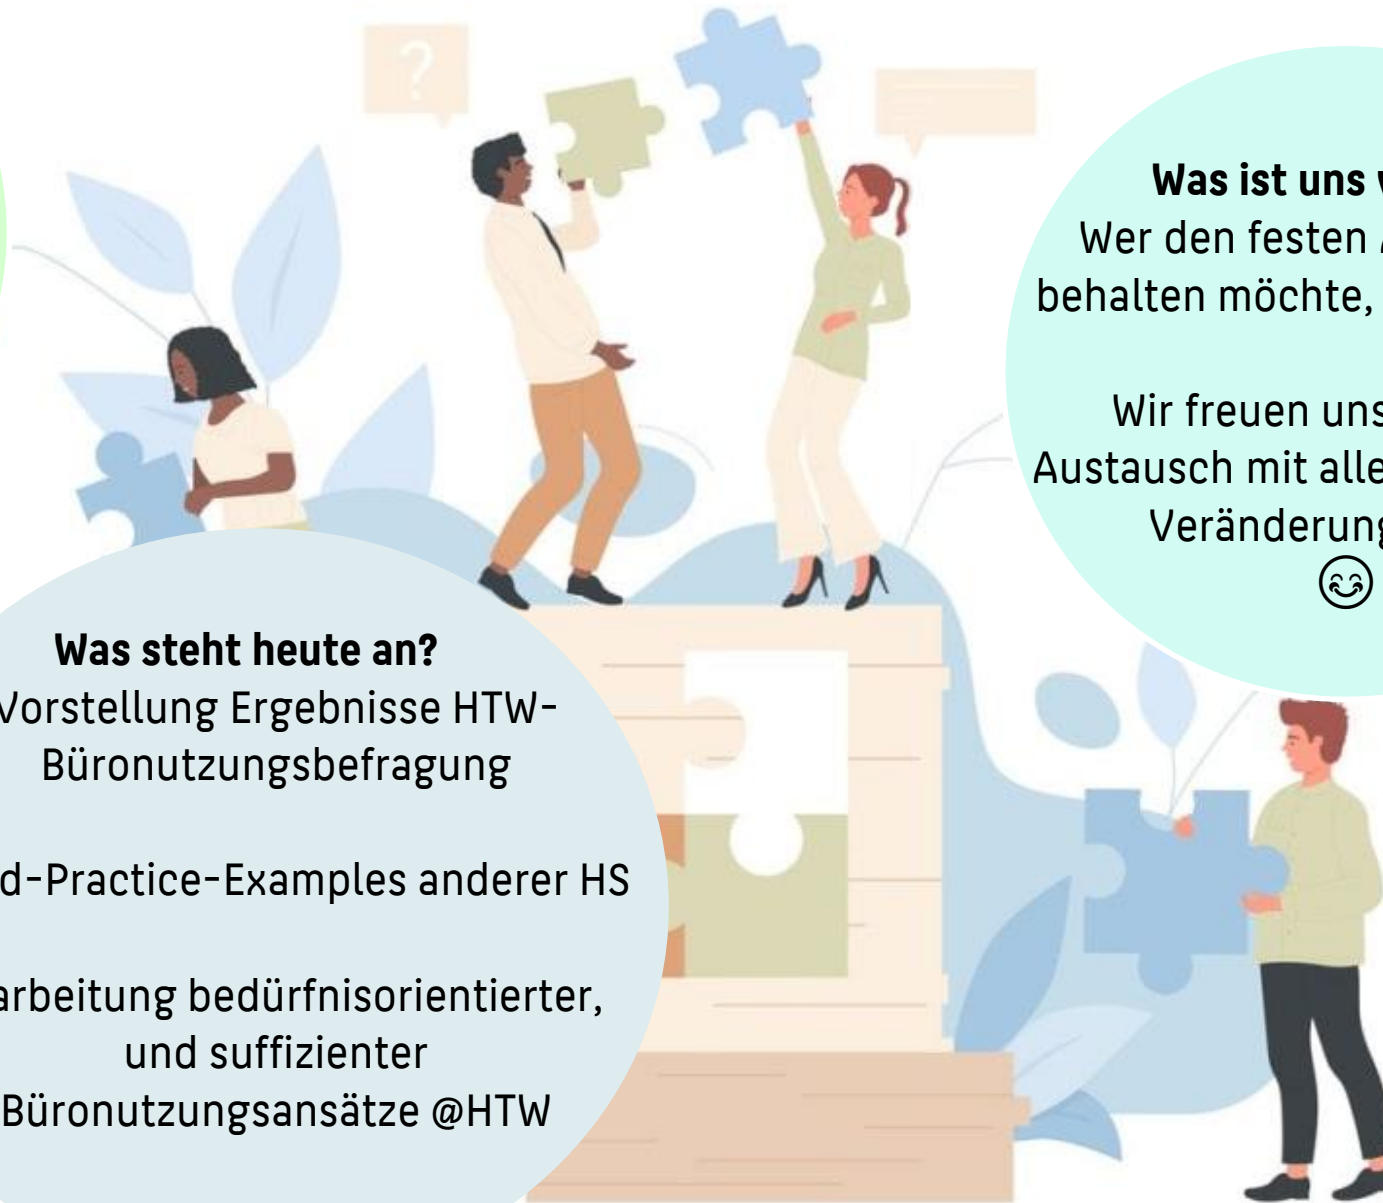 Was steht heute an?
Vorstellung Ergebnisse HTW-
Büronutzungsbefragung
d-Practice-Examples anderer HS
arbeitung bedürfnisorientierter,
und suffizienter
Büronutzungsansätze @HTW
Was ist uns
Wer den festen
behalten möchte,
Wir freuen uns
Austausch mit alle
Veränderung
?